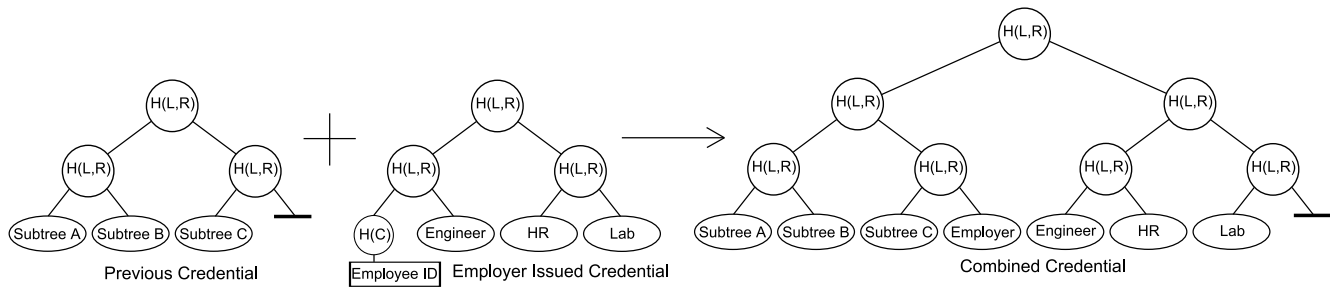 H(L,R)
H(L,R) H(L,R) H(L,R) H(L,R)
H(L,R) H(L,R) H(L,R) H(L,R) H(L,R) H(L,R) H(L,R) H(L,R)
Subtree A Subtree B Subtree C H(C) Engineer HR Lab Subtree A Subtree B Subtree C Employer Engineer HR Lab
Employee ID
Previous Credential Employer Issued Credential Combined Credential